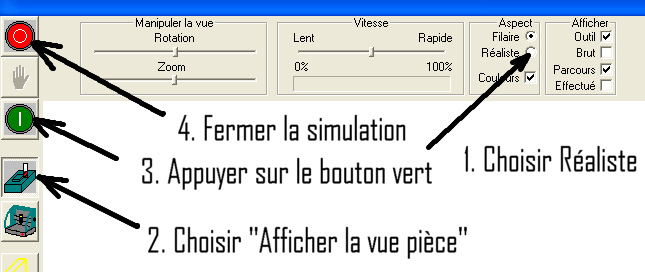 Manipuler la vue
Rotation
Zoom
Vitesse
Lent Rapide
0% 100%
Aspect
Filaire
Réaliste
Couleurs
Afficher
Outil
Brut
Parcours
Effectué
4. Fermer la simulation
3. Appuyer sur le bouton vert
1. Choisir Réaliste
2. Choisir "Afficher la vue pièce"